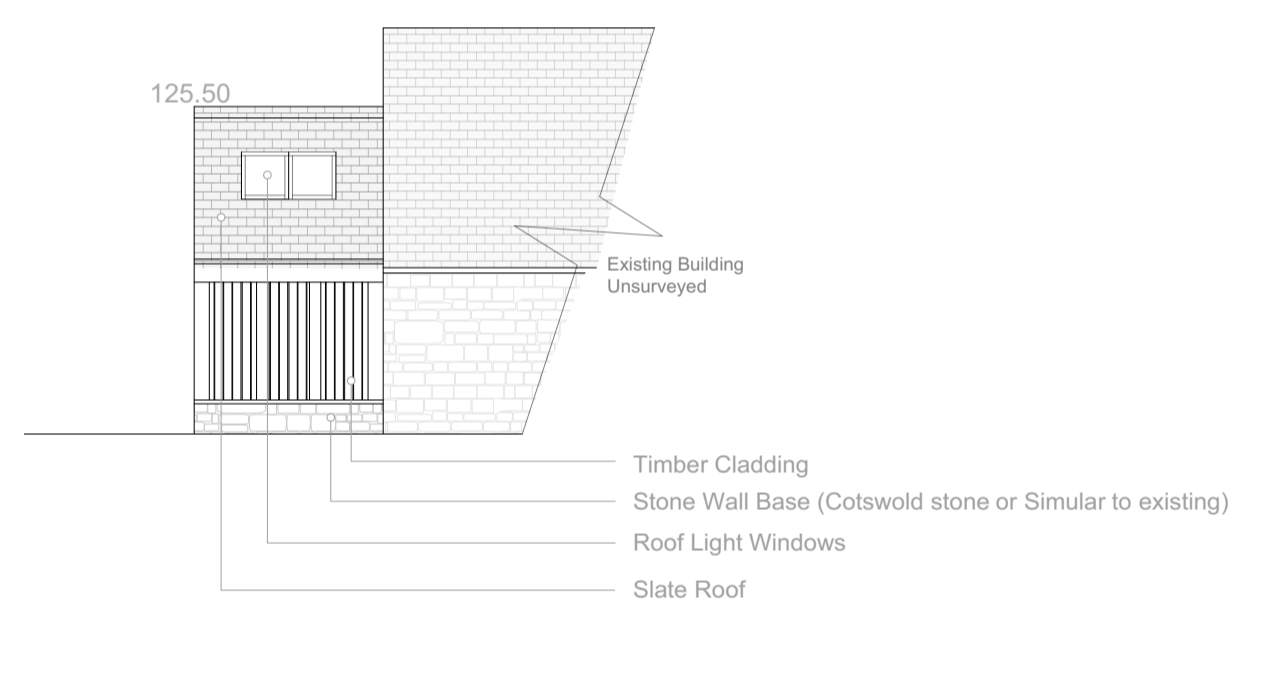 125.50
Existing Building
Unsurveyed
Timber Cladding
Stone Wall Base (Cotswold stone or Simular to existing)
Roof Light Windows
Slate Roof